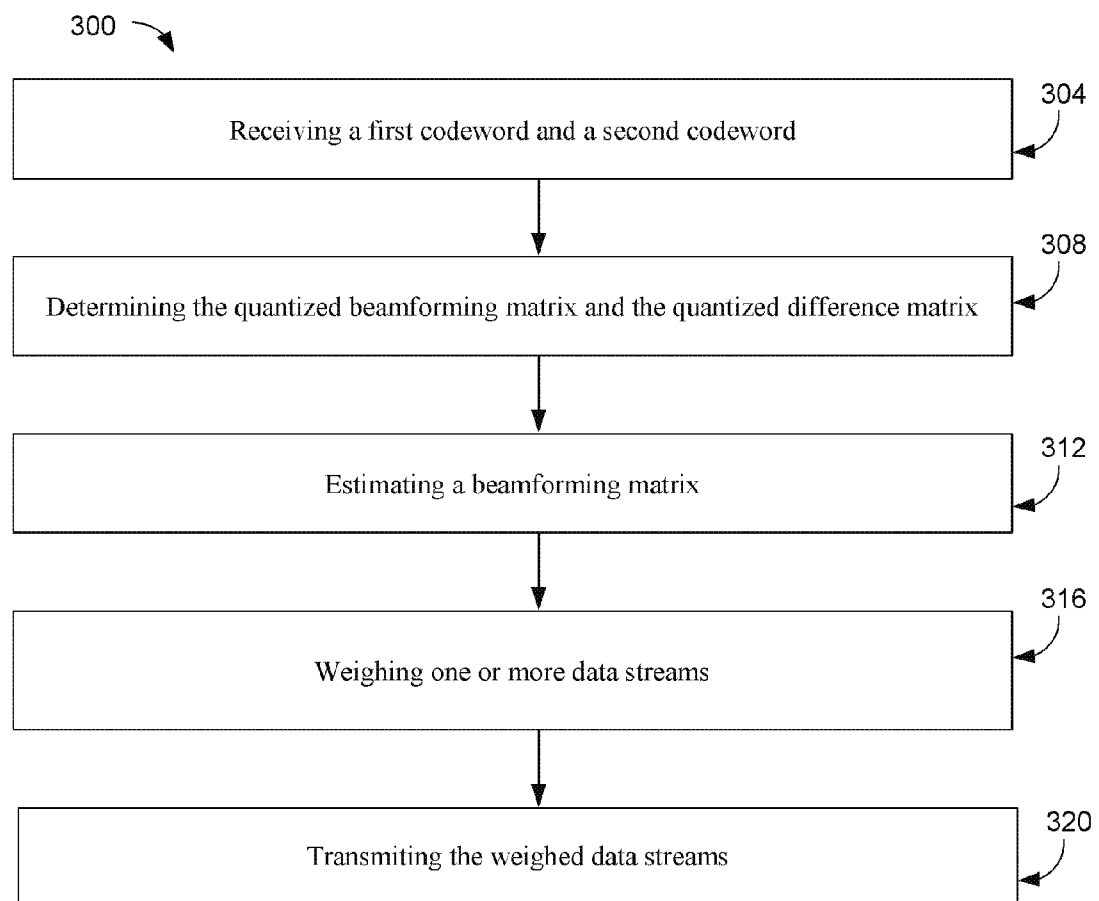 300
304
Receiving a first codeword and a second codeword
308
Determining the quantized beamforming matrix and the quantized difference matrix
312
Estimating a beamforming matrix
316
Weighing one or more data streams
320
Transmiting the weighed data streams